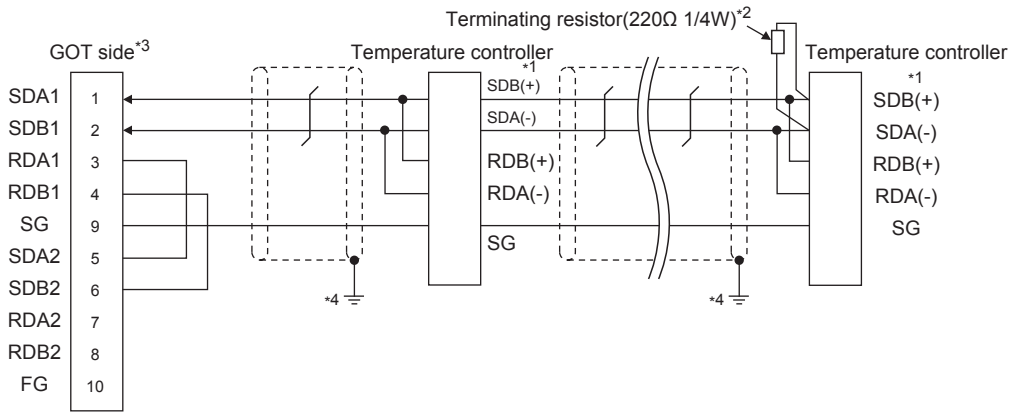 Terminating resistor(220Ω 1/4W)*2
GOT side*3
Temperature controller
*1
Temperature controller
*1
SDA1 1
SDB1 2
RDA1 3
RDB1 4
SG 9
SDA2 5
SDB2 6
RDA2 7
RDB2 8
FG 10
SDB(+)
SDA(-)
RDB(+)
RDA(-)
SG
SDB(+)
SDA(-)
RDB(+)
RDA(-)
SG
*4
*4